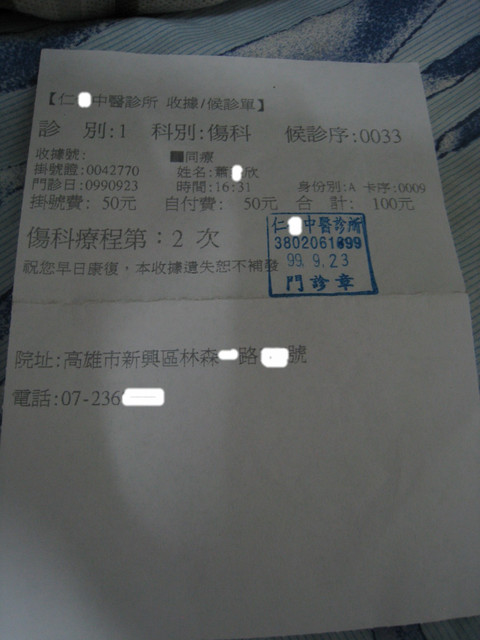 【仁 中醫診所 收據/候診單】
診 別:1 科別:傷科 候診序:0033
收據號: ■同療
掛號證:0042770 姓名:蕭 欣
門診日:0990923 時間:16:31 身份別:A 卡序:0009
掛號費: 50元 自付費: 50元 合 計: 100元
傷科療程第：2 次
祝您早日康復，本收據遺失恕不補發
仁 中醫診所
3802061899
99. 9. 23
門診章
院址:高雄市新興區林森 路 號
電話:07-236